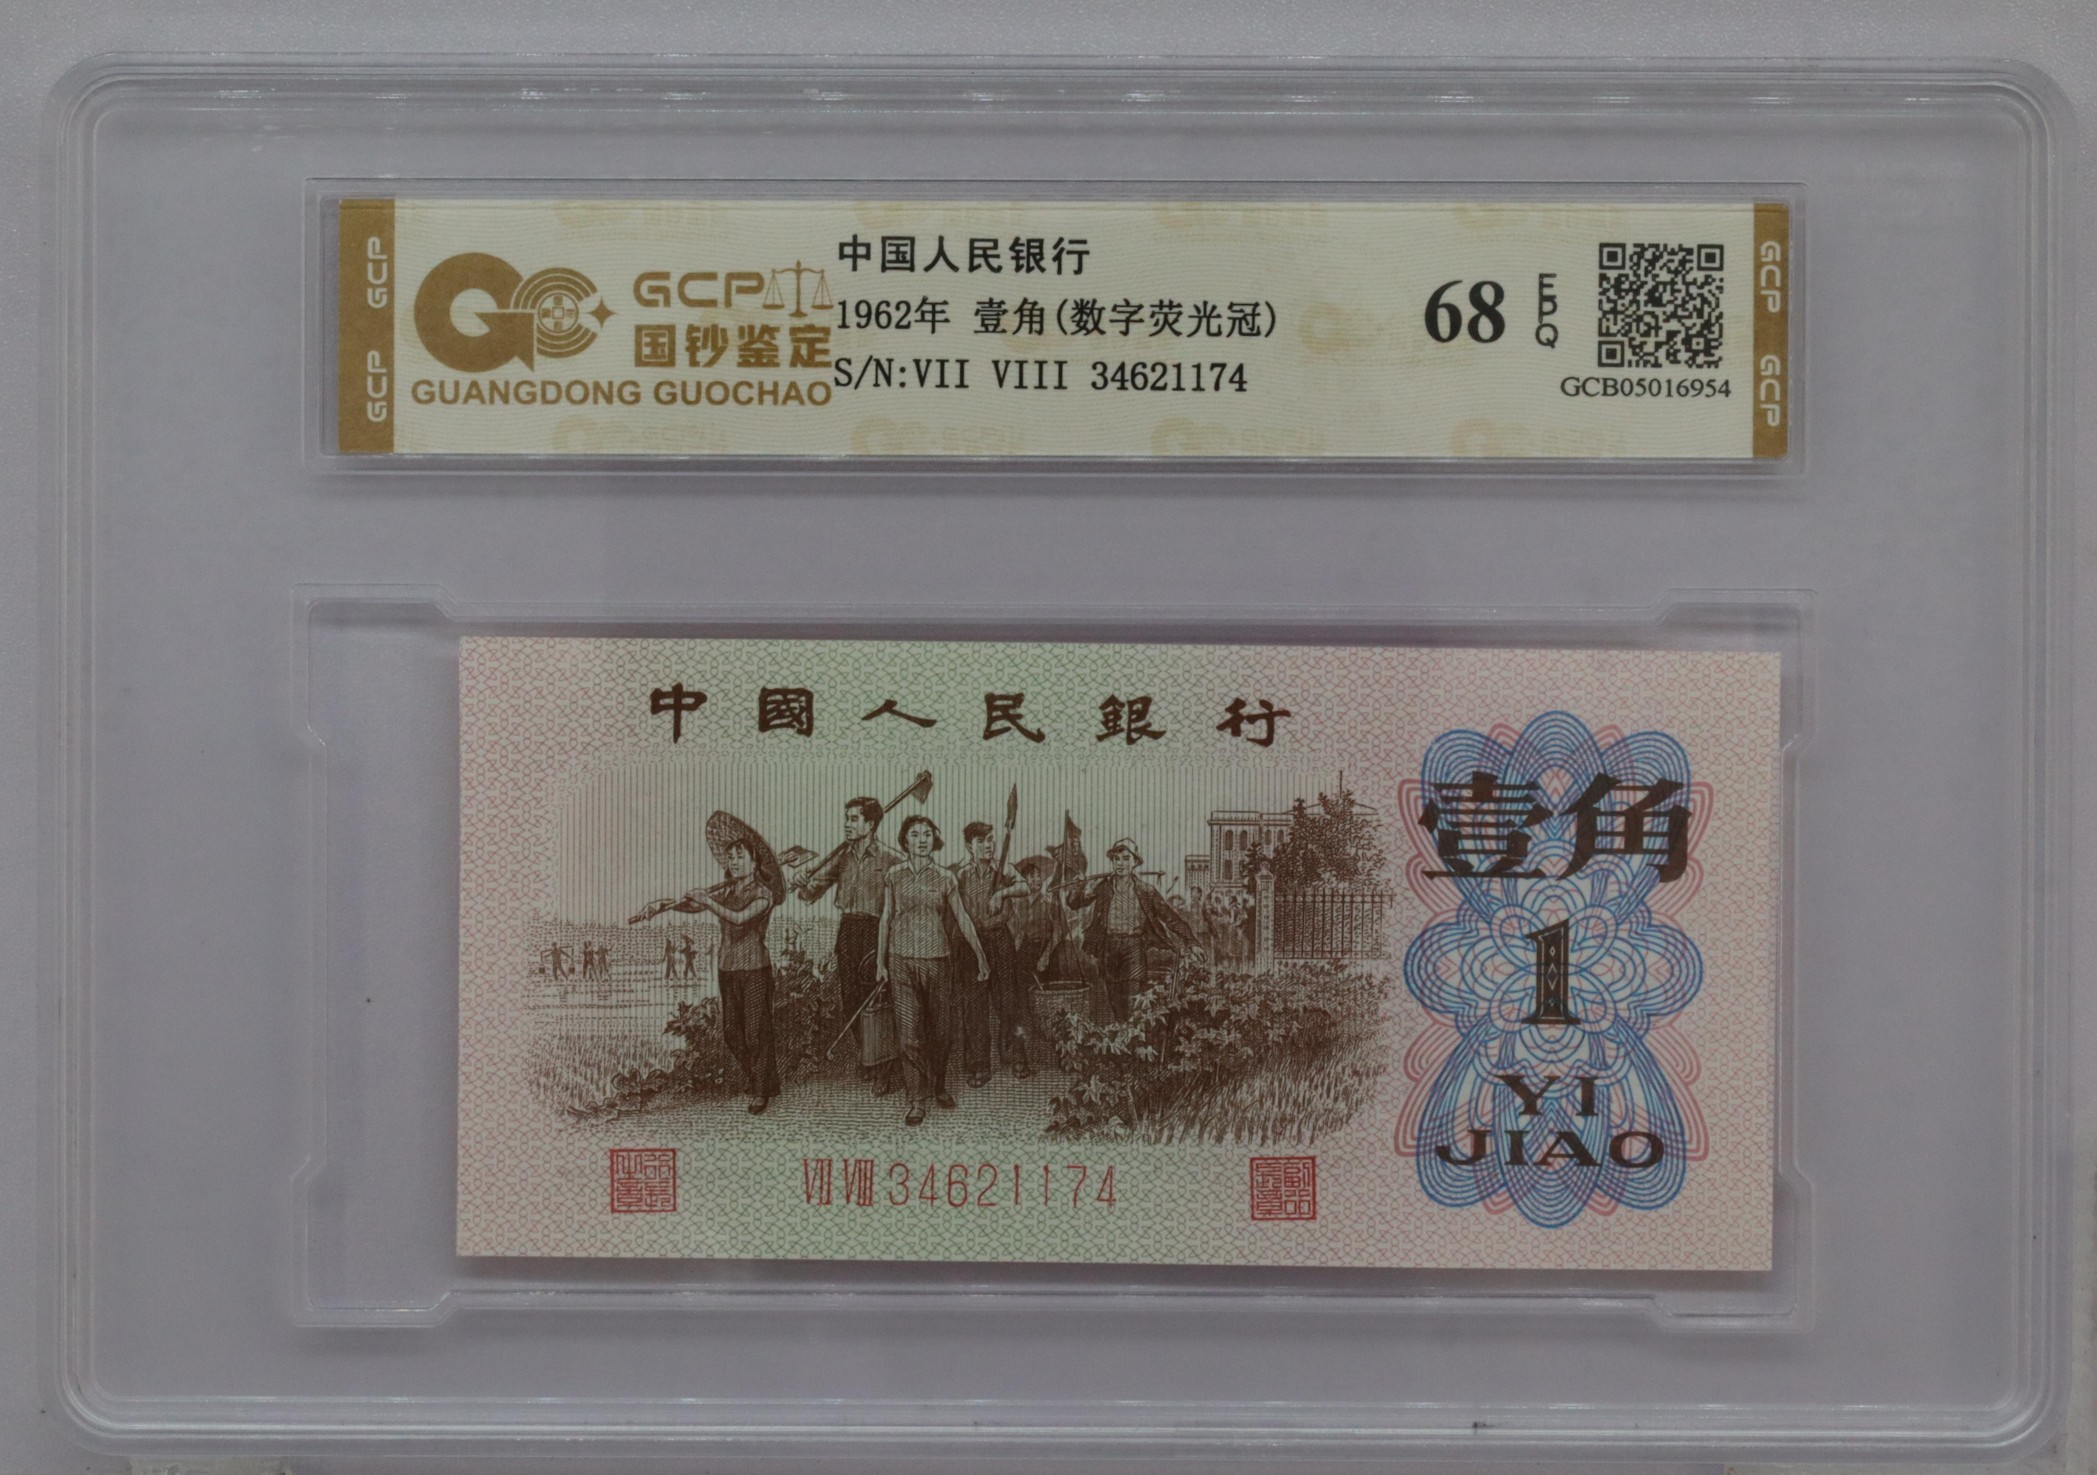 GCP
GCP
GCP
国钞鉴定
GUANGDONG GUOCHAO
中国人民银行
1962年 壹角(数字荧光冠)
S/N:VII VIII 34621174
68
EPQ
GCB05016954
GCP
GCP
中國人民銀行
壹角
1
YI
JIAO
VII VIII 34621174